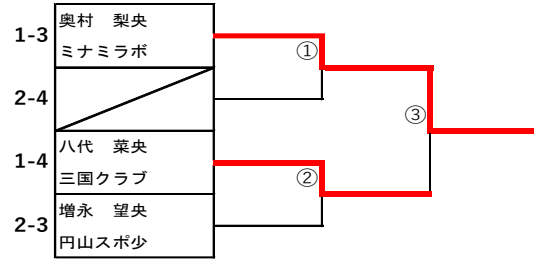 1-3
奥村　梨央
ミナミラボ
①
2-4
③
1-4
八代　菜央
三国クラブ
②
2-3
増永　望央
円山スポ少